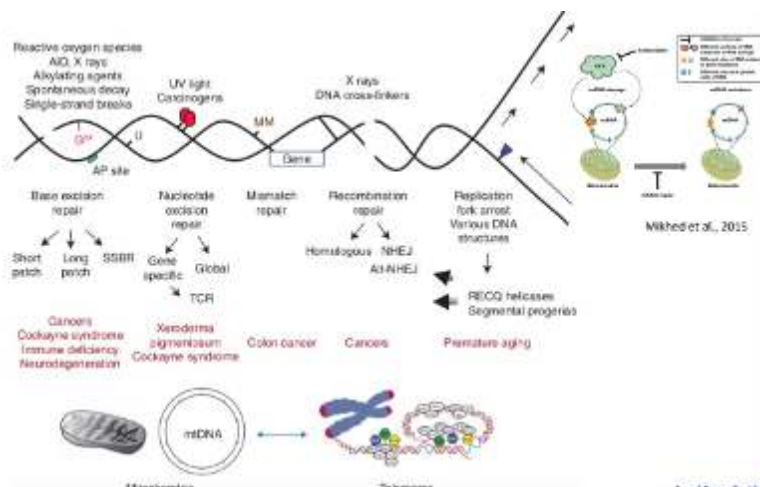 Reactive oxygen species
AID, X rays
Alkylating agents
Spontaneous decay
Single-strand breaks
UV light
Carcinogens
X rays
DNA cross-linkers
U
MM
Gene
AP site
Base excision
repair
Nucleotide
excision
repair
Mismatch
repair
Recombination
repair
Replication
fork arrest
Various DNA
structures
Mikhed et al., 2015
Short
patch
Long
patch
SSBR
Gene
specific
Global
TCR
Homologous
NHEJ
Alt-NHEJ
RECQ helicases
Segmental progerias
Cancers
Cockayne syndrome
Immune deficiency
Neurodegeneration
Xeroderma
pigmentosum
Cockayne syndrome
Colon cancer
Cancers
Premature aging
mtDNA